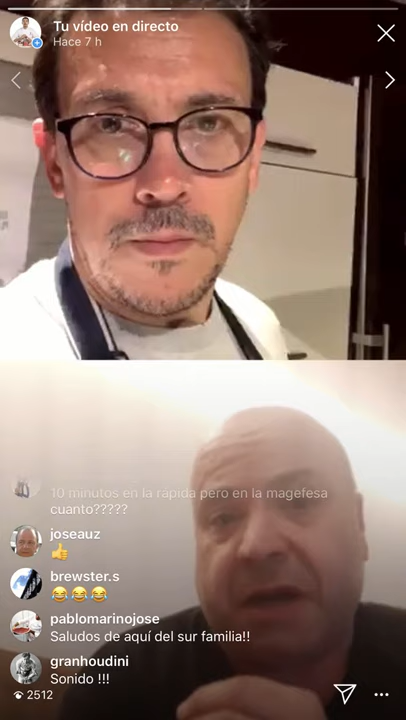 Tu vídeo en directo
Hace 7 h
10 minutos en la rápida pero en la magefesa
cuanto?????
joseauz
👍
brewster.s
😂😂😂
pablomarinojose
Saludos de aquí del sur familia!!
granhoudini
Sonido !!!
2512